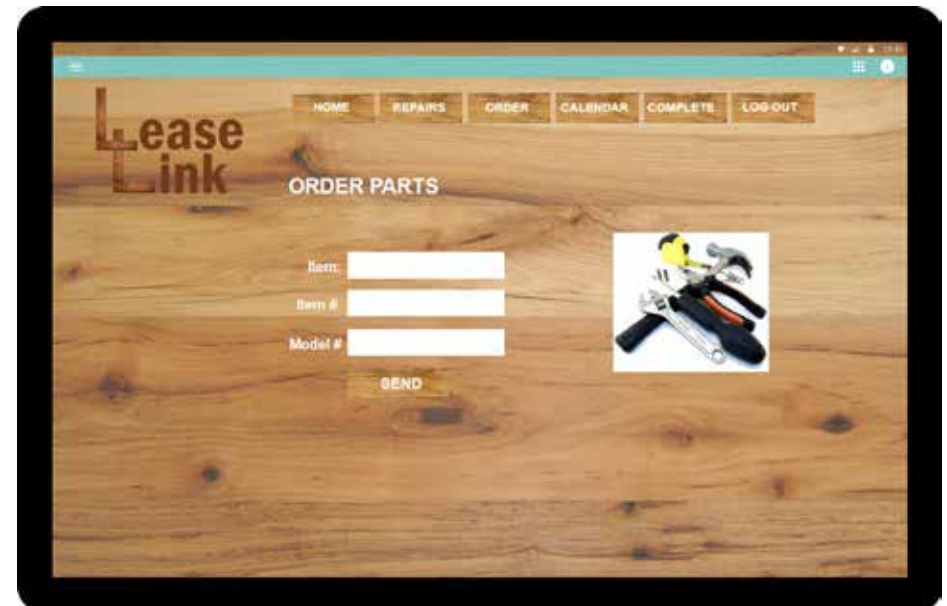 Lease
Link
HOME REPAIRS ORDER CALENDAR COMPLETE LOG OUT
ORDER PARTS
Item:
Item #
Model #
SEND